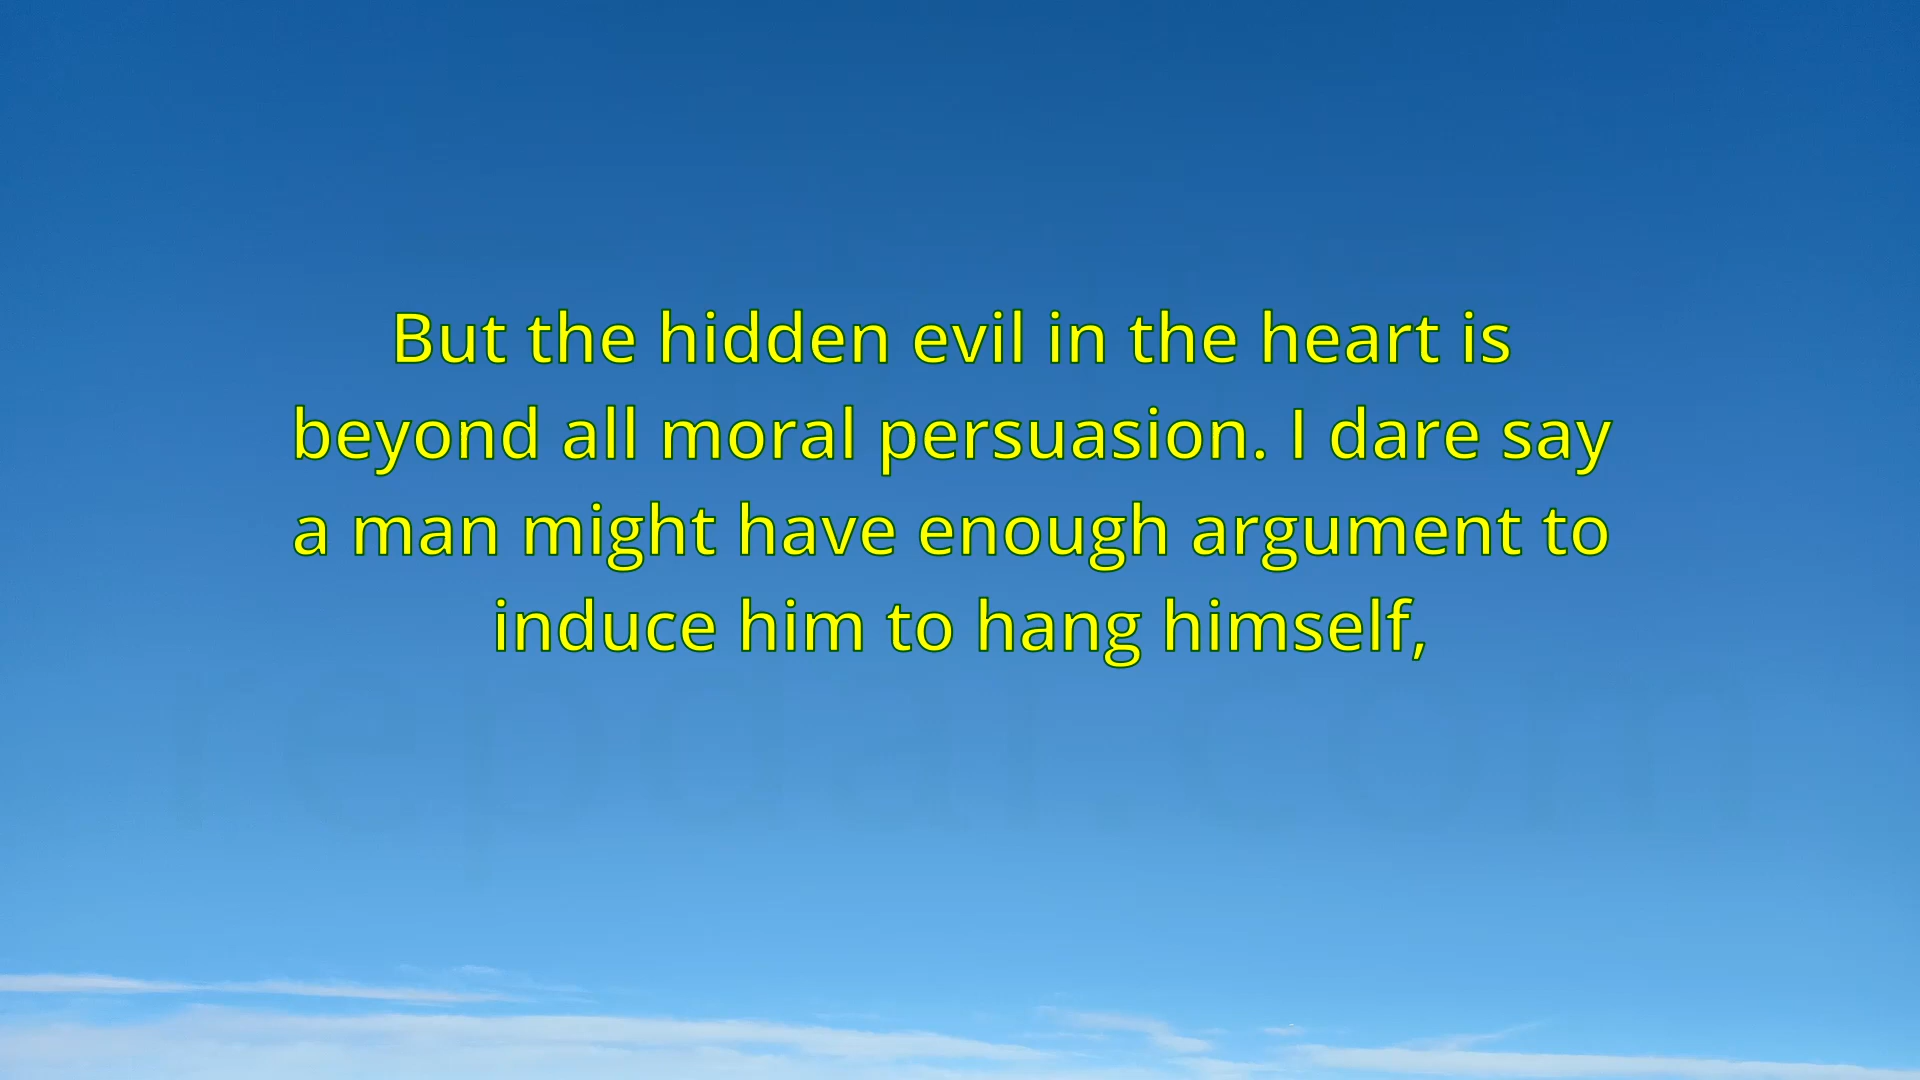 But the hidden evil in the heart is
beyond all moral persuasion. I dare say
a man might have enough argument to
induce him to hang himself,